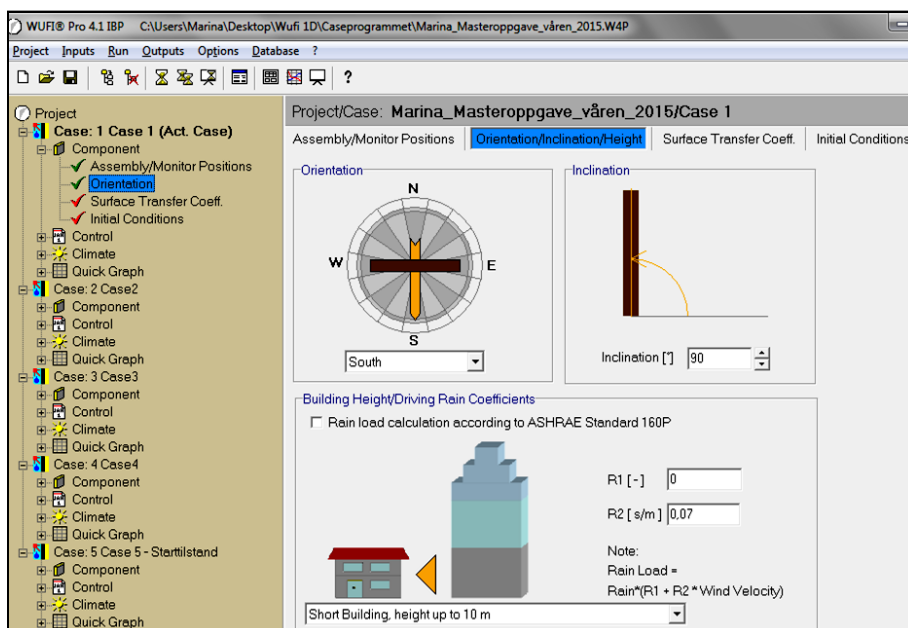 WUFI® Pro 4.1 IBP C:\Users\Marina\Desktop\Wufi 1D\Caseprogrammet\Marina_Masteroppgave_våren_2015.W4P
Project Inputs Run Outputs Options Database ?
?
Project
Case: 1 Case 1 (Act. Case)
Component
Assembly/Monitor Positions
Orientation
Surface Transfer Coeff.
Initial Conditions
Control
Climate
Quick Graph
Case: 2 Case2
Component
Control
Climate
Quick Graph
Case: 3 Case3
Component
Control
Climate
Quick Graph
Case: 4 Case4
Component
Control
Climate
Quick Graph
Case: 5 Case 5 - Starttilstand
Component
Control
Climate
Quick Graph
Project/Case: Marina_Masteroppgave_våren_2015/Case 1
Assembly/Monitor Positions Orientation/Inclination/Height Surface Transfer Coeff. Initial Conditions
Orientation
N
W
E
S
South
Inclination
Inclination [°] 90
Building Height/Driving Rain Coefficients
Rain load calculation according to ASHRAE Standard 160P
R1 [-] 0
R2 [s/m] 0,07
Note:
Rain Load =
Rain*(R1 + R2 * Wind Velocity)
Short Building, height up to 10 m